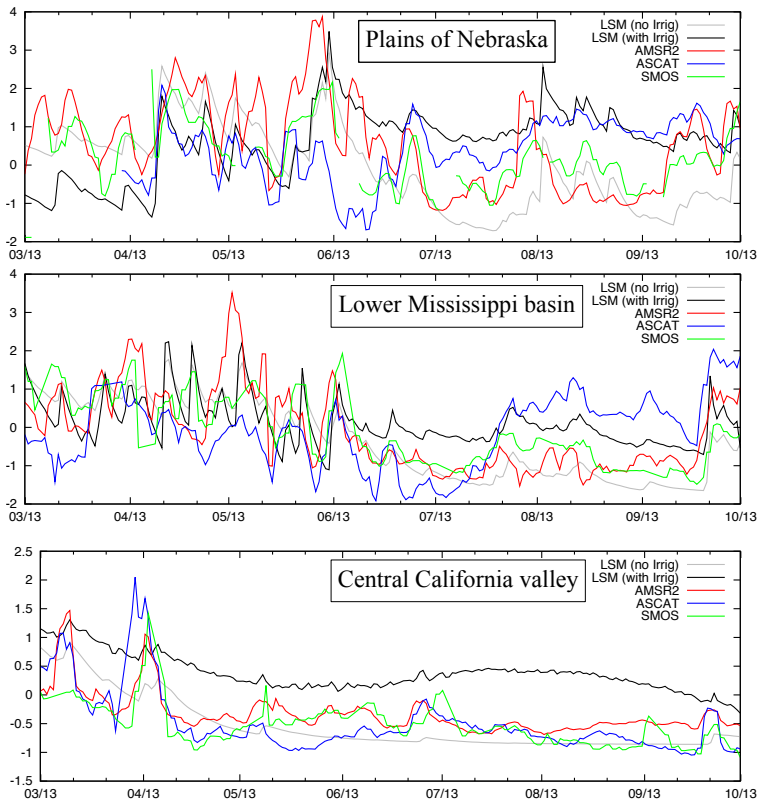 Plains of Nebraska
LSM (no Irrig)
LSM (with Irrig)
AMSR2
ASCAT
SMOS
4
3
2
1
0
-1
-2
03/13 04/13 05/13 06/13 07/13 08/13 09/13 10/13
Lower Mississippi basin
LSM (no Irrig)
LSM (with Irrig)
AMSR2
ASCAT
SMOS
4
3
2
1
0
-1
-2
03/13 04/13 05/13 06/13 07/13 08/13 09/13 10/13
Central California valley
LSM (no Irrig)
LSM (with Irrig)
AMSR2
ASCAT
SMOS
2.5
2
1.5
1
0.5
0
-0.5
-1
-1.5
03/13 04/13 05/13 06/13 07/13 08/13 09/13 10/13